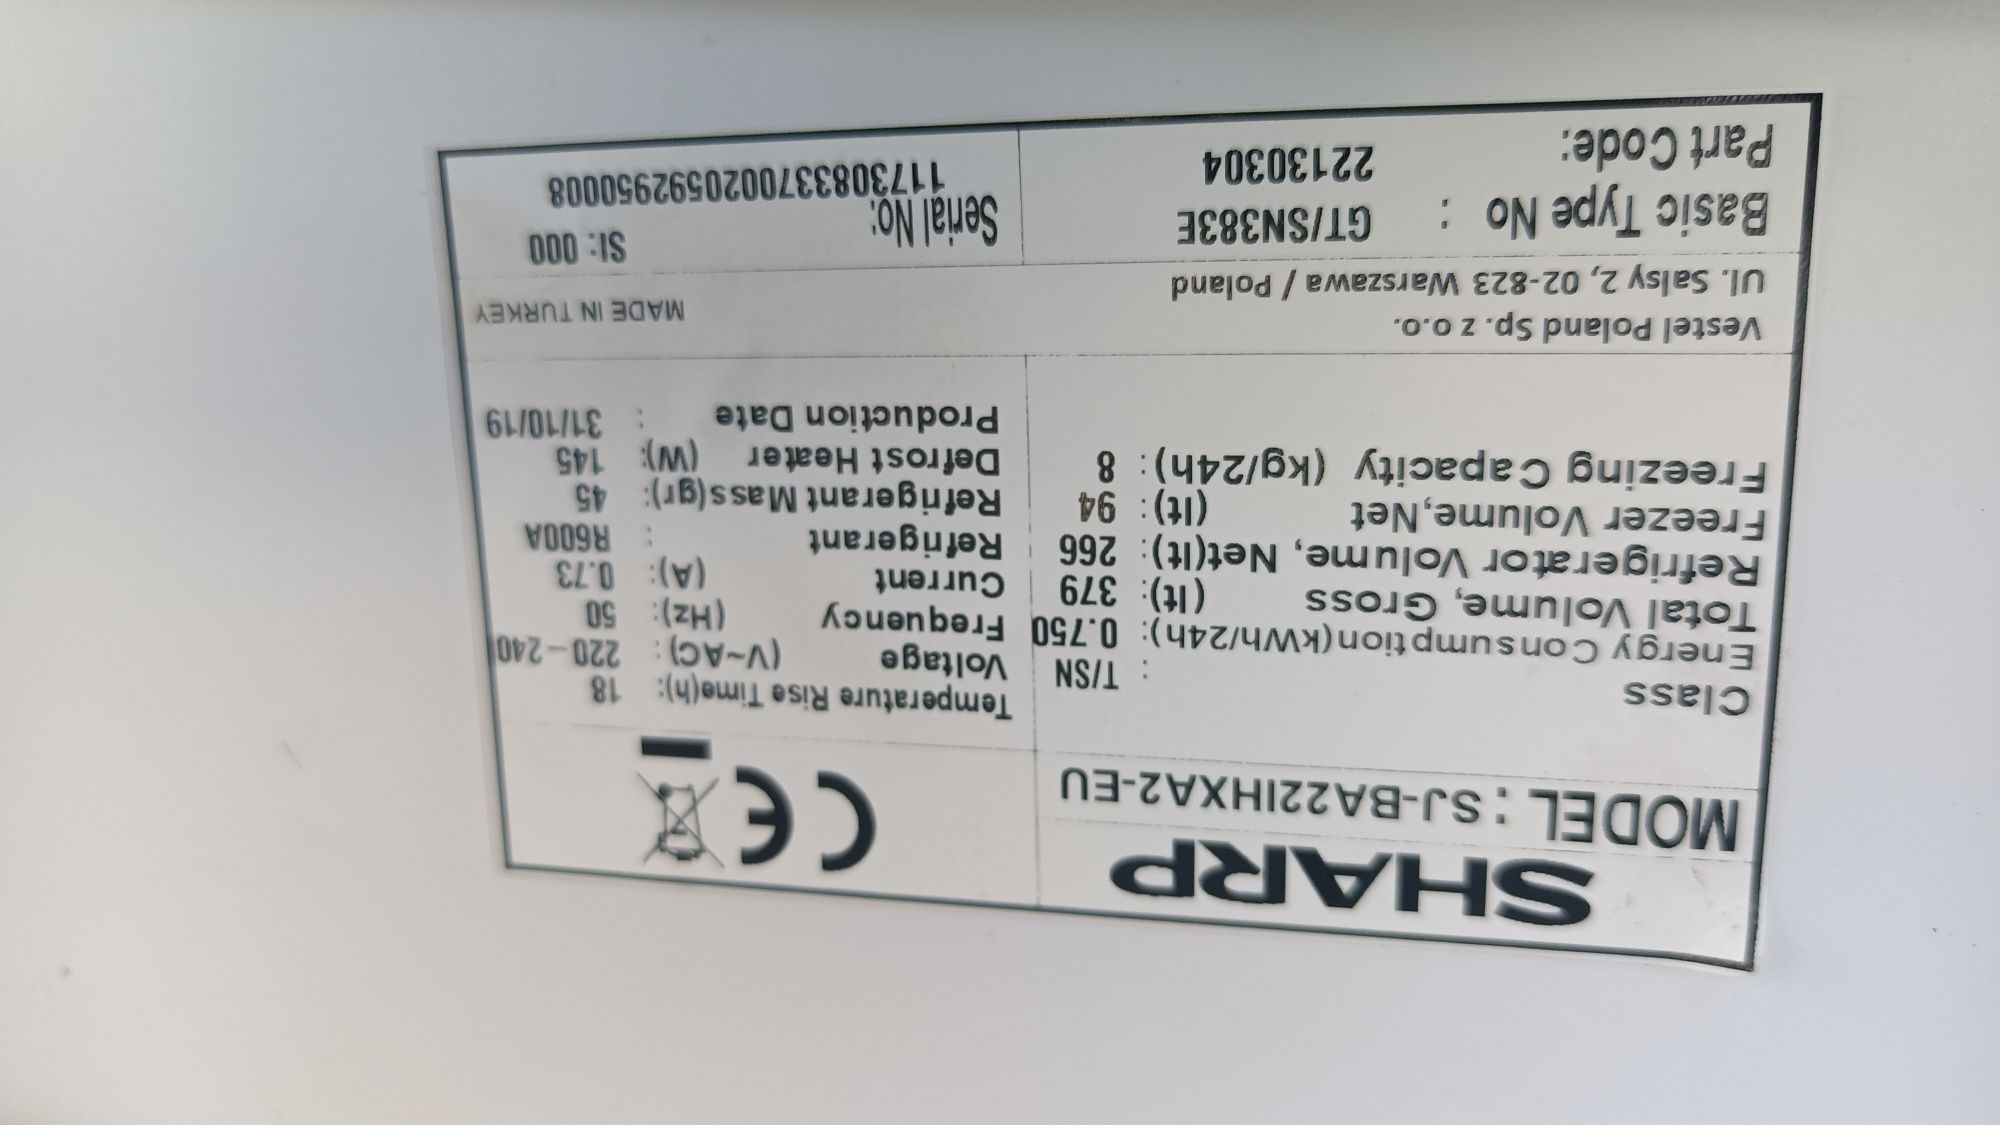 SHARP
MODEL : SJ-BA22IHXA2-EU
CE
Class : T/SN
Energy Consumption(kWh/24h): 0.750
Total Volume, Gross (lt): 379
Refrigerator Volume, Net(lt): 266
Freezer Volume,Net (lt): 94
Freezing Capacity (kg/24h): 8
Temperature Rise Time(h): 18
Voltage (V~AC): 220-240
Frequency (Hz): 50
Current (A): 0.73
Refrigerant : R600A
Refrigerant Mass(gr): 45
Defrost Heater (W): 145
Production Date : 31/10/19
Vestel Poland Sp. z o.o.
Ul. Salsy 2, 02-823 Warszawa / Poland
MADE IN TURKEY
Basic Type No : GT/SN383E
Part Code: 22130304
SI: 000
Serial No:
1173083370020592950008